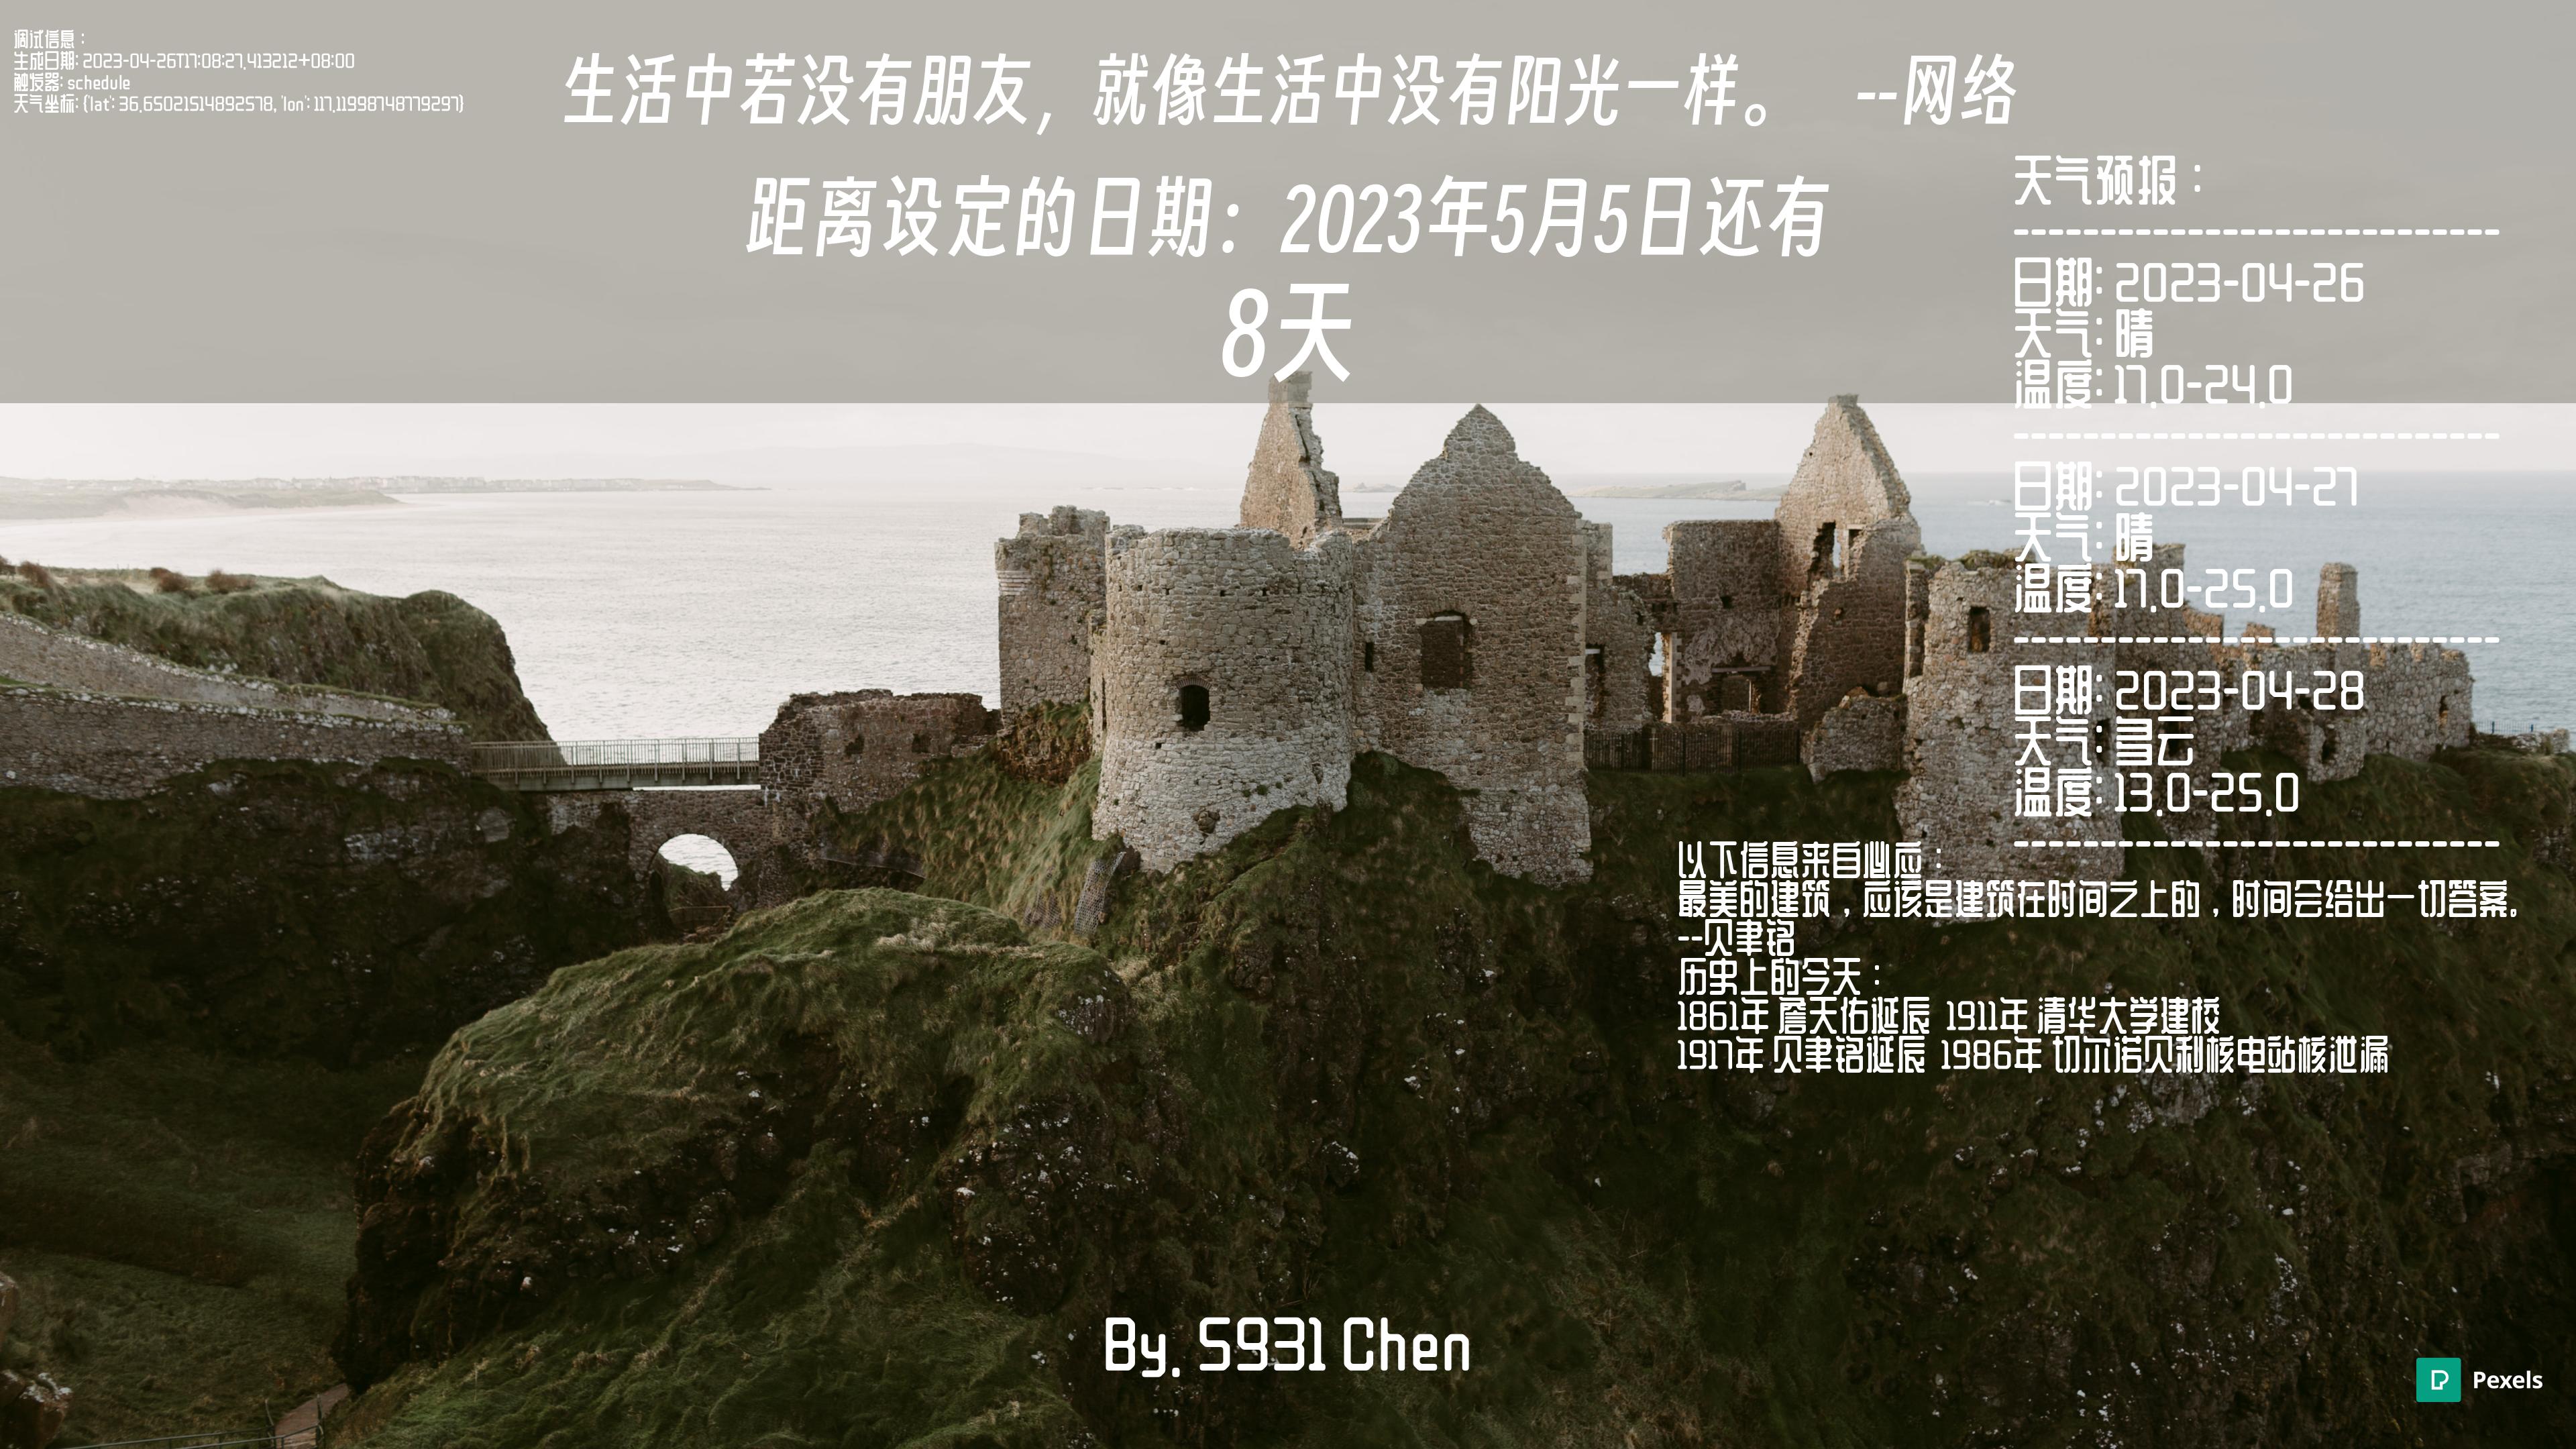 调试信息：
生成日期: 2023-04-26T17:08:27.413212+08:00
触发器: schedule
天气坐标: {'lat': 36.65021514892578, 'lon': 117.11998748779297}
生活中若没有朋友，就像生活中没有阳光一样。 --网络
距离设定的日期：2023年5月5日还有
8天
天气预报：
----------------------------
日期: 2023-04-26
天气: 晴
温度: 17.0-24.0
----------------------------
日期: 2023-04-27
天气: 晴
温度: 17.0-25.0
----------------------------
日期: 2023-04-28
天气: 多云
温度: 13.0-25.0
----------------------------
以下信息来自必应：
最美的建筑，应该是建筑在时间之上的，时间会给出一切答案。
--贝聿铭
历史上的今天：
1861年 詹天佑诞辰 1911年 清华大学建校
1917年 贝聿铭诞辰 1986年 切尔诺贝利核电站核泄漏
By. S931 Chen
Pexels